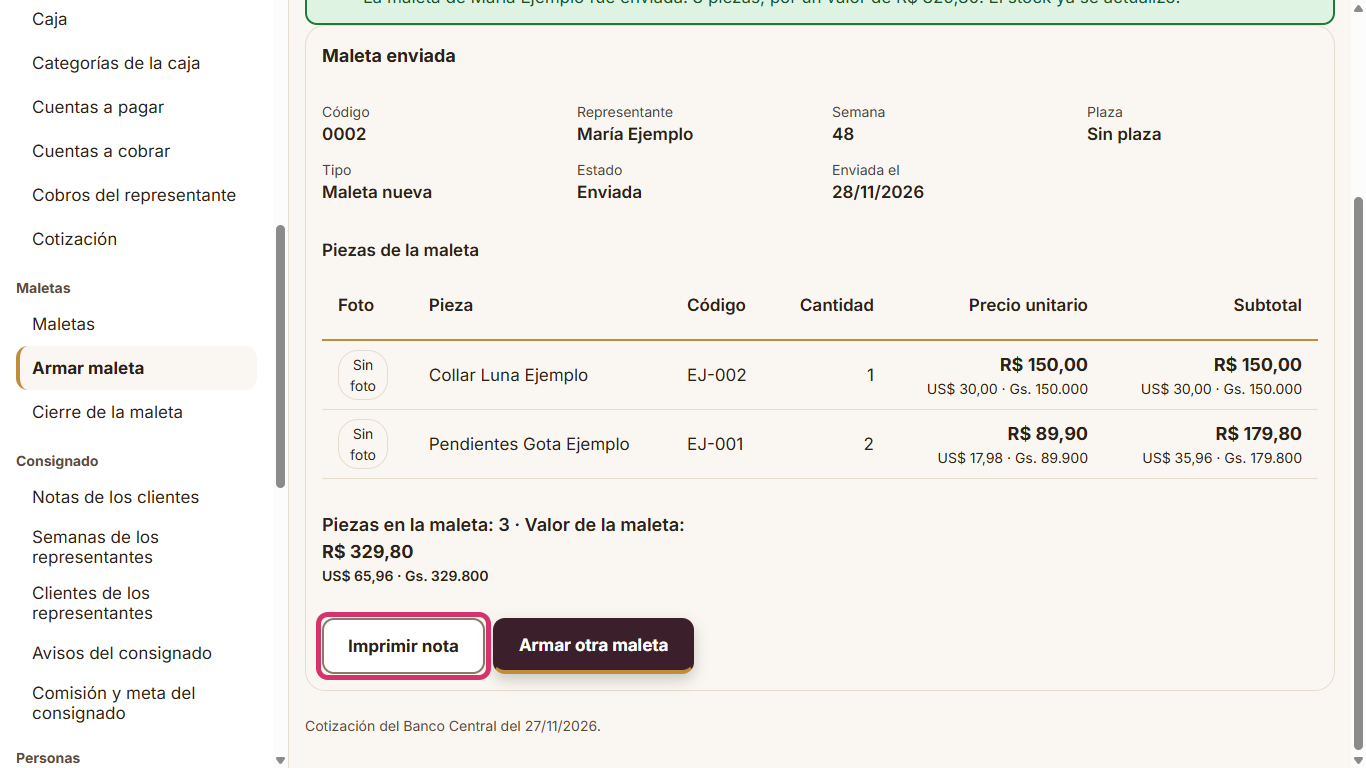 Caja
Categorías de la caja
Cuentas a pagar
Cuentas a cobrar
Cobros del representante
Cotización
Maletas
Maletas
Armar maleta
Cierre de la maleta
Consignado
Notas de los clientes
Semanas de los
representantes
Clientes de los
representantes
Avisos del consignado
Comisión y meta del
consignado
Personas
Maleta enviada
Código Representante Semana Plaza
0002 María Ejemplo 48 Sin plaza
Tipo Estado Enviada el
Maleta nueva Enviada 28/11/2026
Piezas de la maleta
Foto Pieza Código Cantidad Precio unitario Subtotal
Sin foto Collar Luna Ejemplo EJ-002 1 R$ 150,00 R$ 150,00
US$ 30,00 · Gs. 150.000 US$ 30,00 · Gs. 150.000
Sin foto Pendientes Gota Ejemplo EJ-001 2 R$ 89,90 R$ 179,80
US$ 17,98 · Gs. 89.900 US$ 35,96 · Gs. 179.800
Piezas en la maleta: 3 · Valor de la maleta:
R$ 329,80
US$ 65,96 · Gs. 329.800
Imprimir nota Armar otra maleta
Cotización del Banco Central del 27/11/2026.